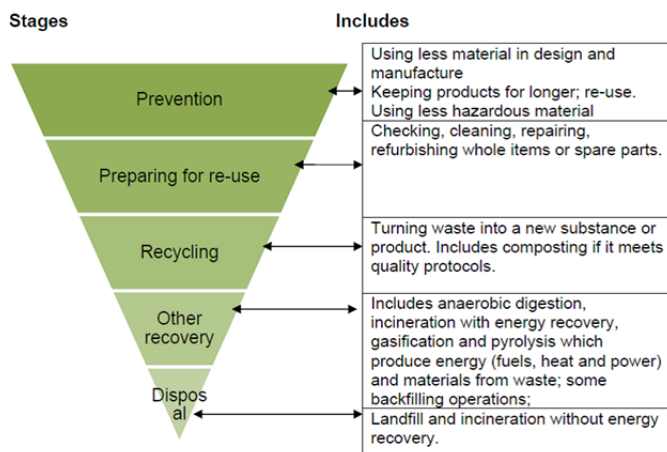 Stages
Includes
Prevention
Using less material in design and
manufacture
Keeping products for longer; re-use.
Using less hazardous material
Preparing for re-use
Checking, cleaning, repairing,
refurbishing whole items or spare parts.
Recycling
Turning waste into a new substance or
product. Includes composting if it meets
quality protocols.
Other
recovery
Includes anaerobic digestion,
incineration with energy recovery,
gasification and pyrolysis which
produce energy (fuels, heat and power)
and materials from waste; some
backfilling operations;
Dispos
al
Landfill and incineration without energy
recovery.